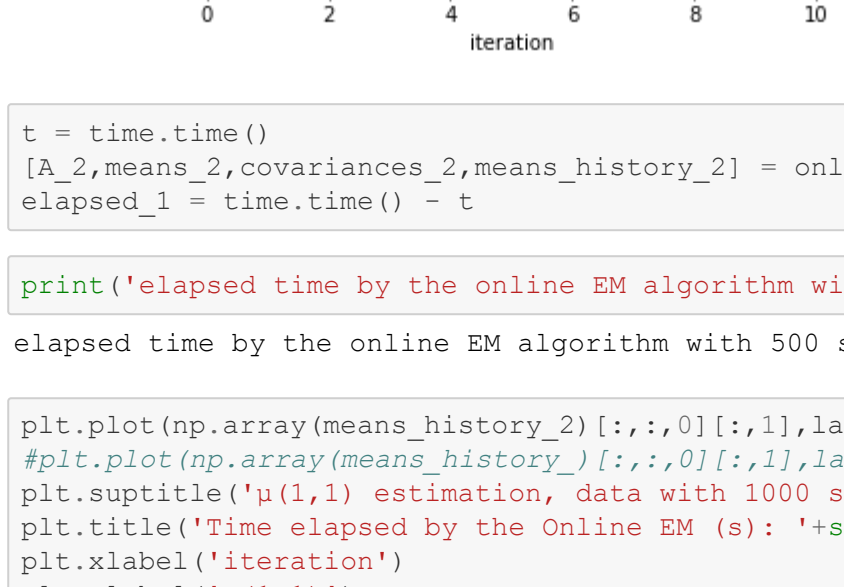 0 2 4 6 8 10
iteration
t = time.time()
[A_2,means_2,covariances_2,means_history_2] = onl
elapsed_1 = time.time() - t
print('elapsed time by the online EM algorithm wi
elapsed time by the online EM algorithm with 500 s
plt.plot(np.array(means_history_2)[:,:,0][:,1],la
#plt.plot(np.array(means_history_)[:,:,0][:,1],la
plt.suptitle('μ(1,1) estimation, data with 1000 s
plt.title('Time elapsed by the Online EM (s): '+s
plt.xlabel('iteration')